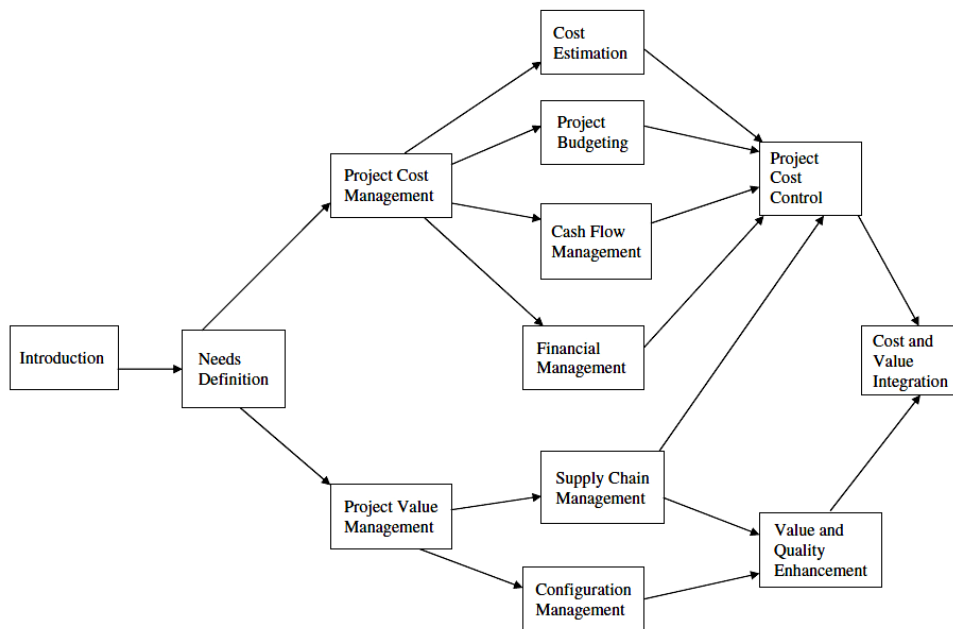 Cost
Estimation
Project
Budgeting
Project Cost
Management
Project
Cost
Control
Cash Flow
Management
Introduction
Needs
Definition
Financial
Management
Cost and
Value
Integration
Supply Chain
Management
Project Value
Management
Value and
Quality
Enhancement
Configuration
Management